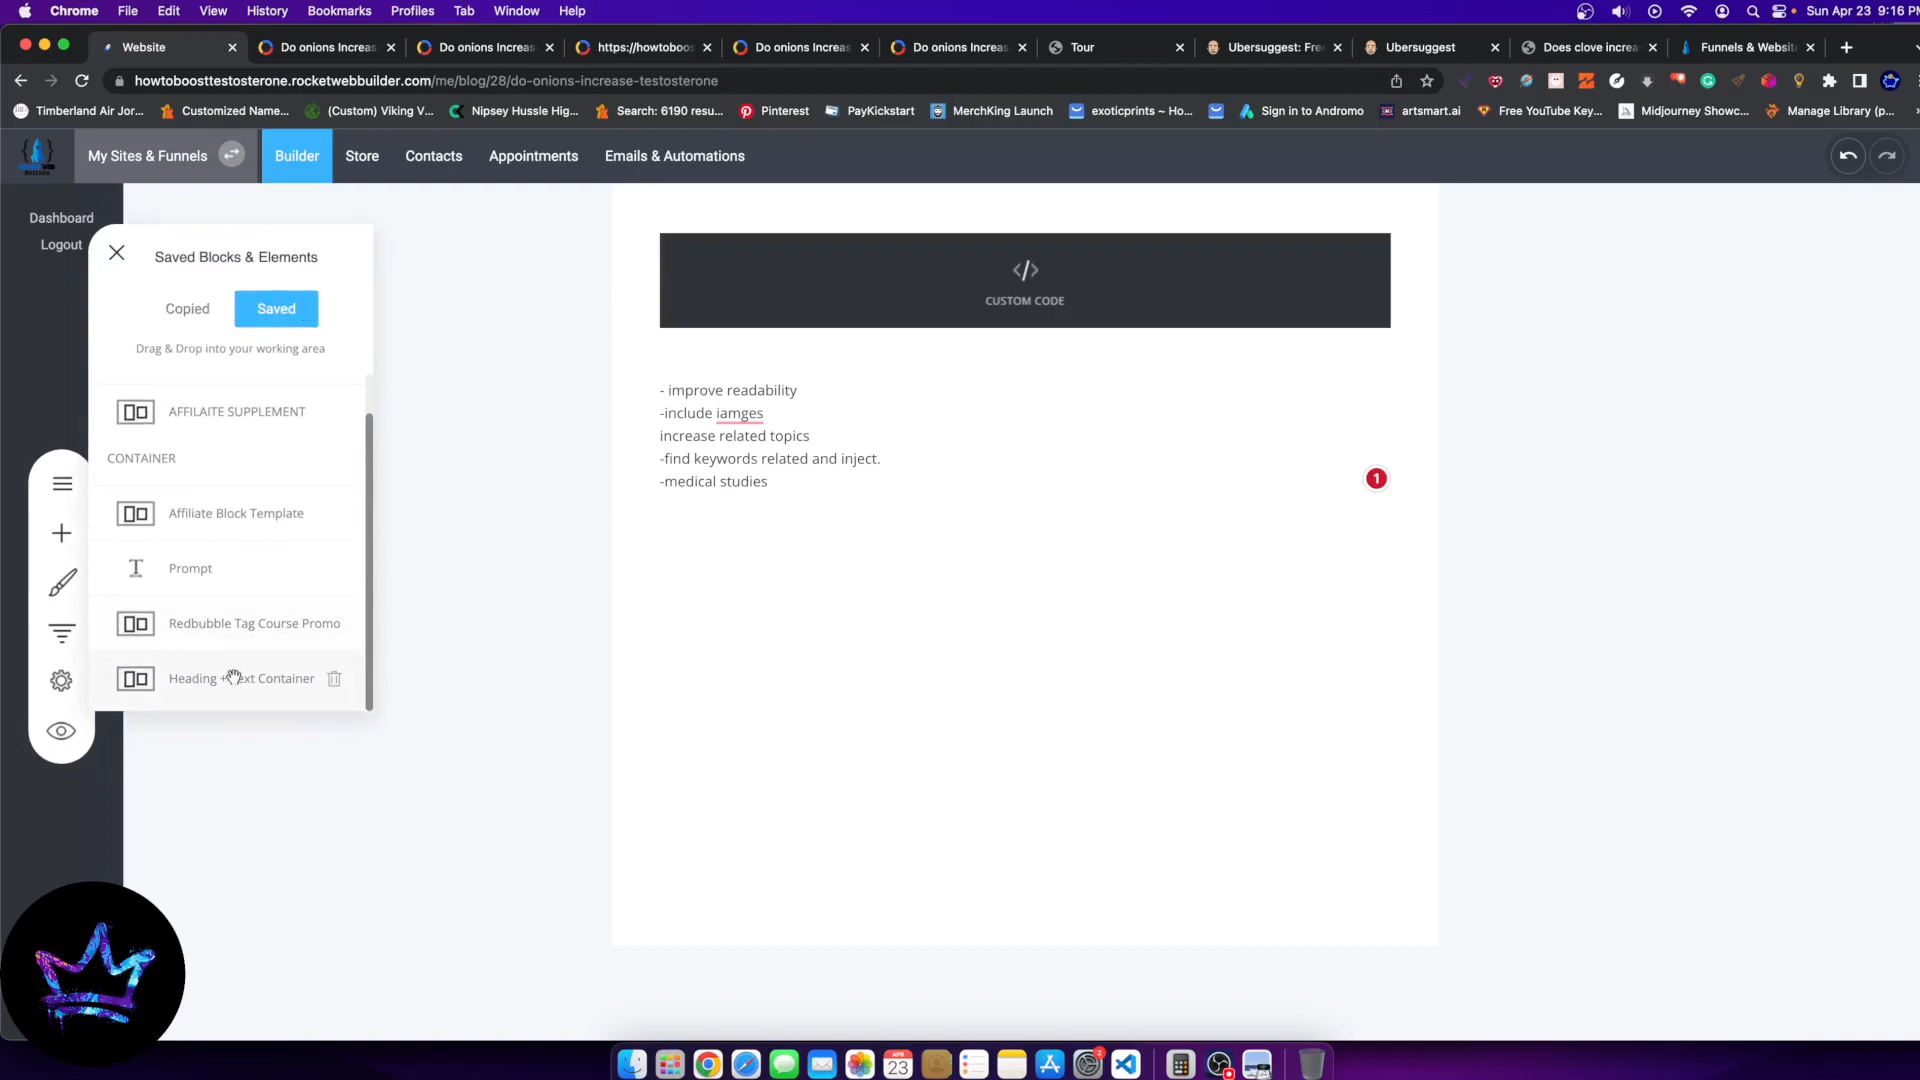 Chrome File Edit View History Bookmarks Profiles Tab Window Help
Sun Apr 23 9:16 PM
Website
Do onions Increas
Do onions Increas
https://howtoboos
Do onions Increas
Do onions Increas
Tour
Ubersuggest: Fre
Ubersuggest
Does clove increa
Funnels & Websit
howtoboosttestosterone.rocketwebbuilder.com/me/blog/28/do-onions-increase-testosterone
Timberland Air Jor...
Customized Name...
(Custom) Viking V...
Nipsey Hussle Hig...
Search: 6190 resu...
Pinterest
PayKickstart
MerchKing Launch
exoticprints ~ Ho...
Sign in to Andromo
artsmart.ai
Free YouTube Key...
Midjourney Showc...
Manage Library (p...
My Sites & Funnels
Builder
Store
Contacts
Appointments
Emails & Automations
Dashboard
Logout
Saved Blocks & Elements
Copied
Saved
Drag & Drop into your working area
AFFILAITE SUPPLEMENT
CONTAINER
Affiliate Block Template
Prompt
Redbubble Tag Course Promo
Heading + Text Container
</> CUSTOM CODE
- improve readability
-include iamges
increase related topics
-find keywords related and inject.
-medical studies
1
APR
23
2